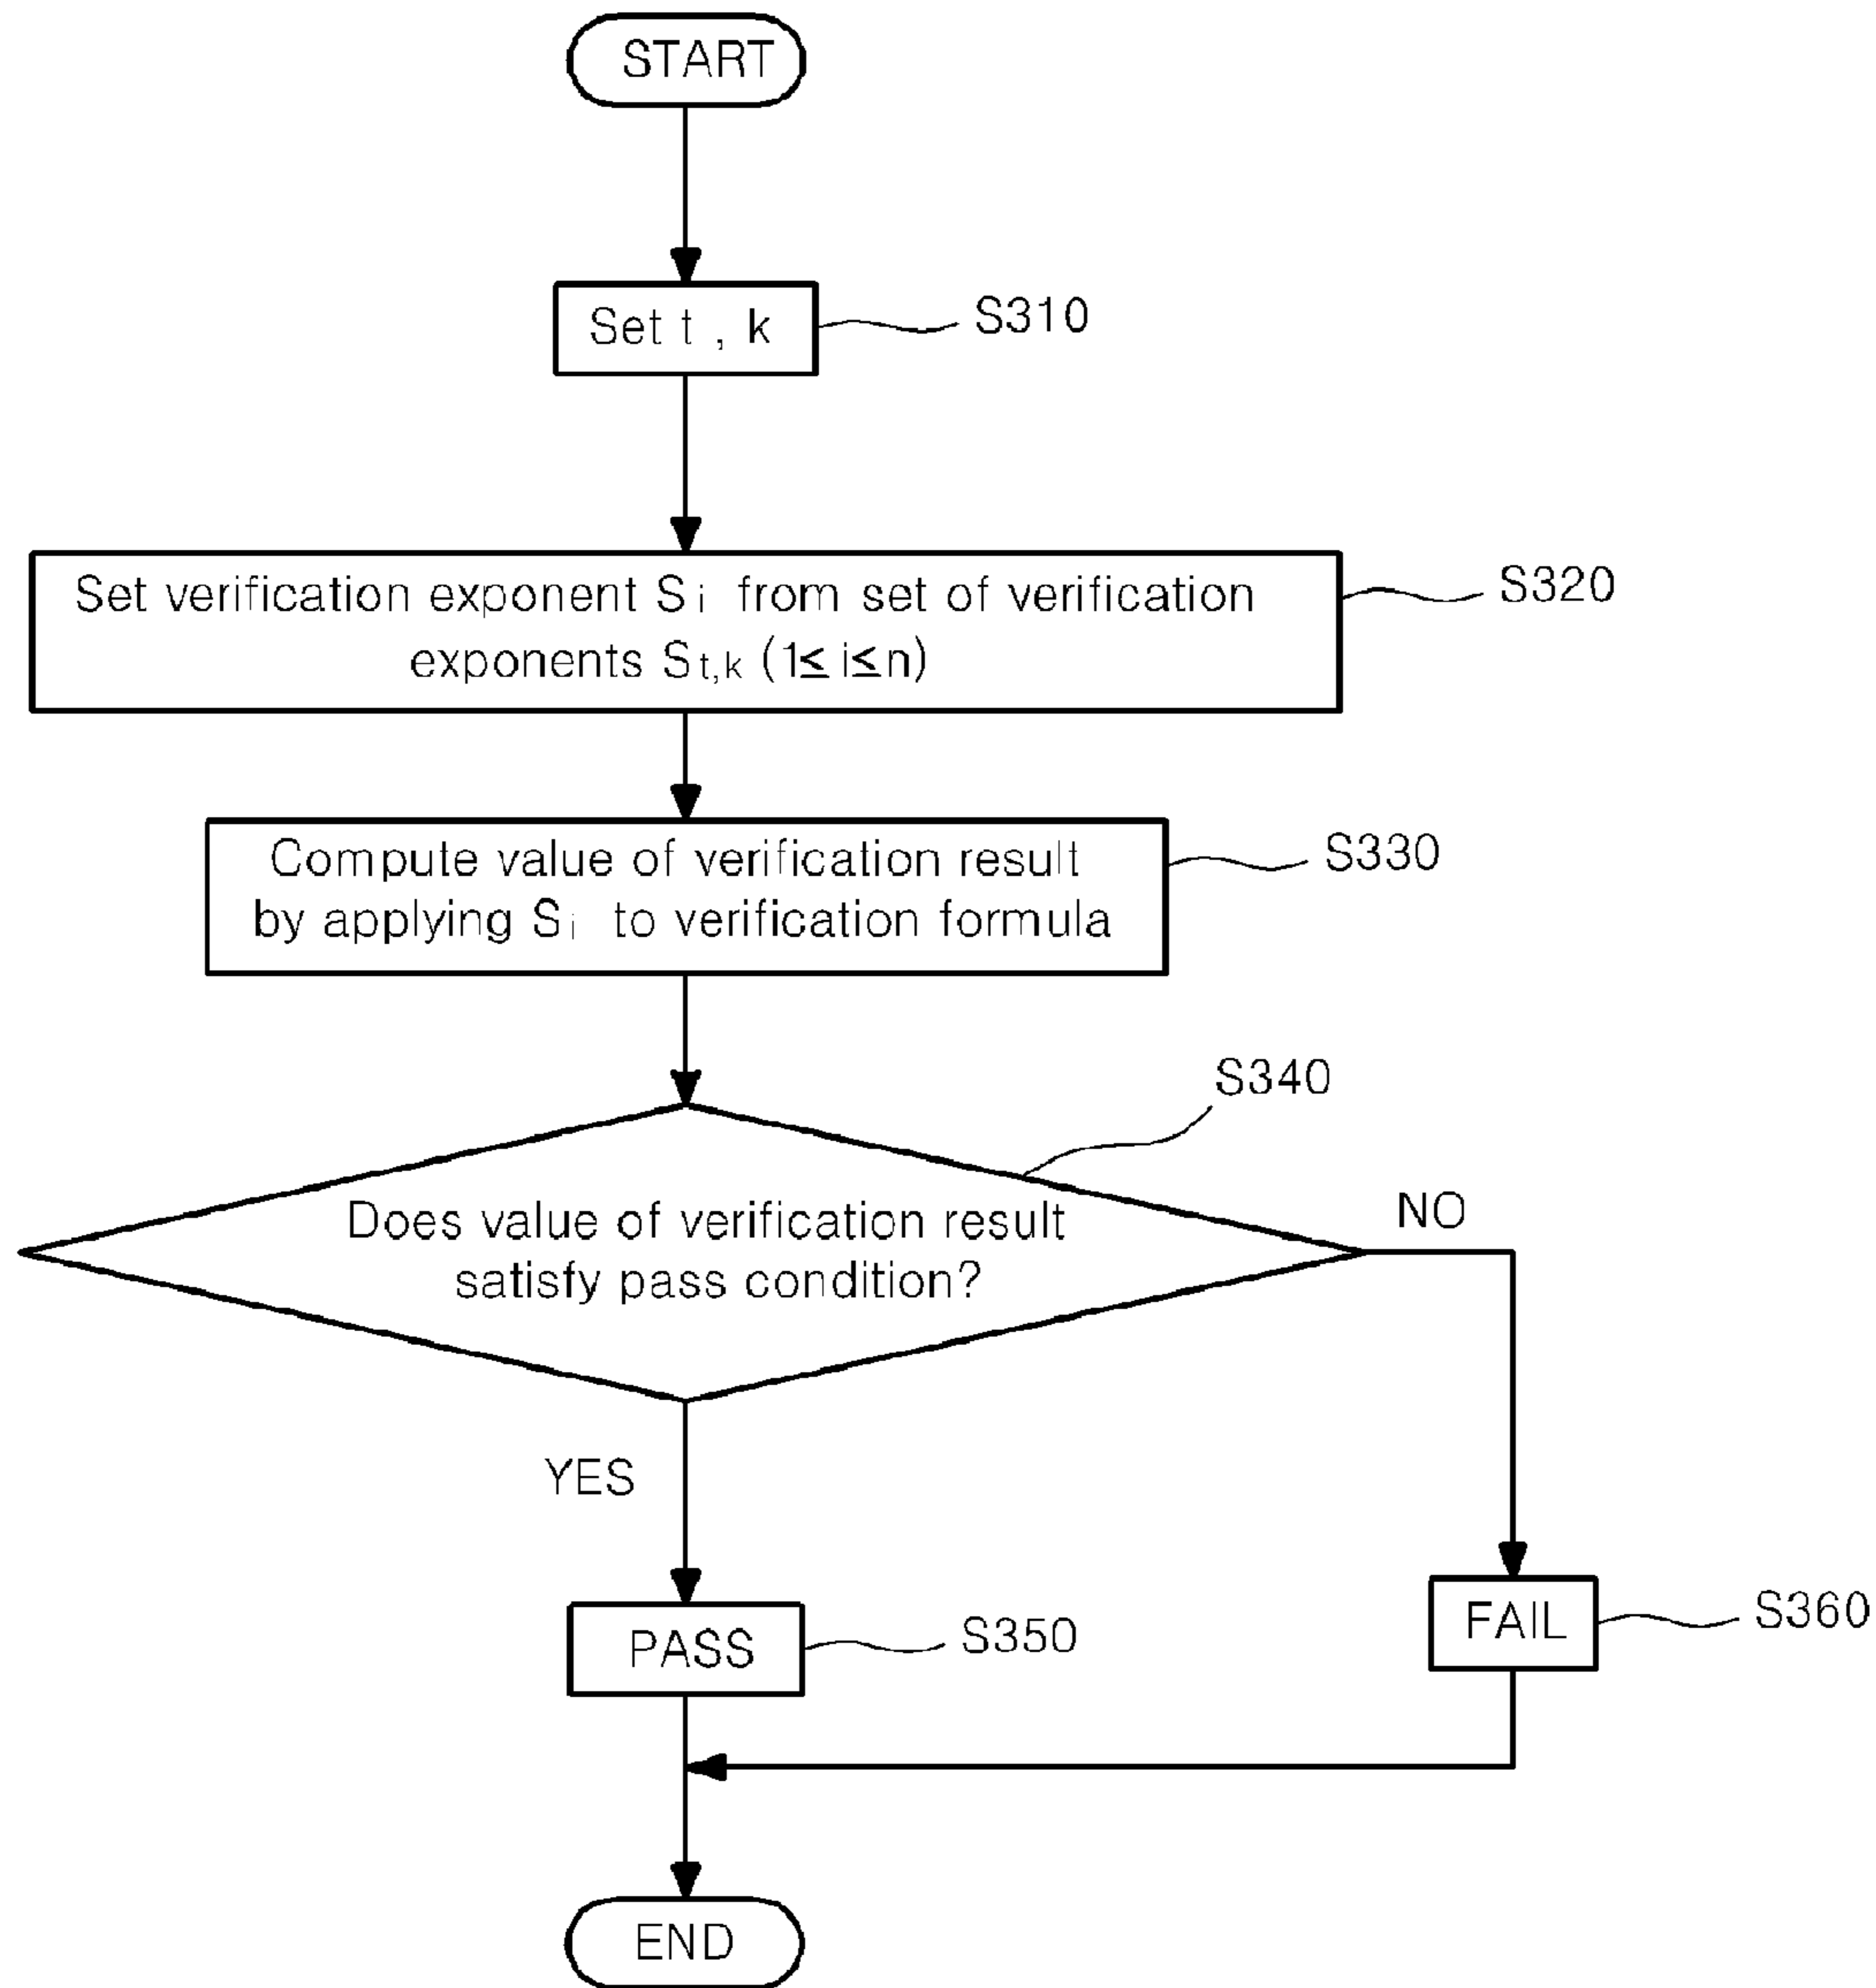 START
Set t , k
S310
Set verification exponent Si from set of verification
exponents St,k (1≤i≤n)
S320
Compute value of verification result
by applying Si to verification formula
S330
S340
Does value of verification result
satisfy pass condition?
NO
YES
PASS
S350
FAIL
S360
END